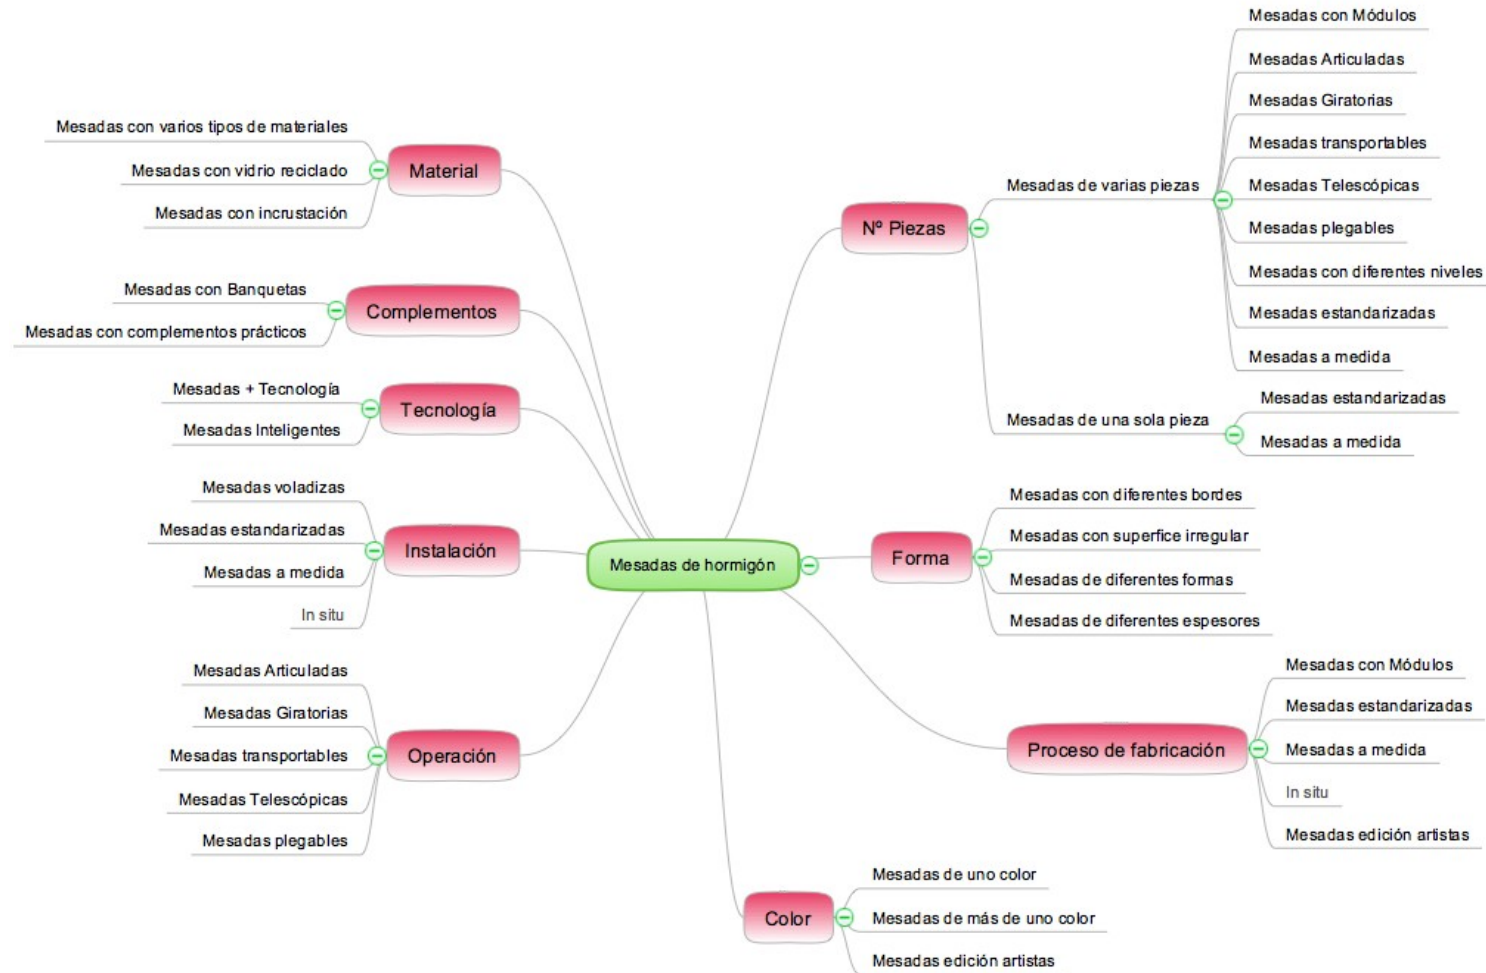 Mesadas de hormigón
Material
Mesadas con varios tipos de materiales
Mesadas con vidrio reciclado
Mesadas con incrustación
Complementos
Mesadas con Banquetas
Mesadas con complementos prácticos
Tecnología
Mesadas + Tecnología
Mesadas Inteligentes
Instalación
Mesadas voladizas
Mesadas estandarizadas
Mesadas a medida
In situ
Operación
Mesadas Articuladas
Mesadas Giratorias
Mesadas transportables
Mesadas Telescópicas
Mesadas plegables
Nº Piezas
Mesadas de varias piezas
Mesadas con Módulos
Mesadas Articuladas
Mesadas Giratorias
Mesadas transportables
Mesadas Telescópicas
Mesadas plegables
Mesadas con diferentes niveles
Mesadas estandarizadas
Mesadas a medida
Mesadas de una sola pieza
Mesadas estandarizadas
Mesadas a medida
Forma
Mesadas con diferentes bordes
Mesadas con superfice irregular
Mesadas de diferentes formas
Mesadas de diferentes espesores
Proceso de fabricación
Mesadas con Módulos
Mesadas estandarizadas
Mesadas a medida
In situ
Mesadas edición artistas
Color
Mesadas de uno color
Mesadas de más de uno color
Mesadas edición artistas